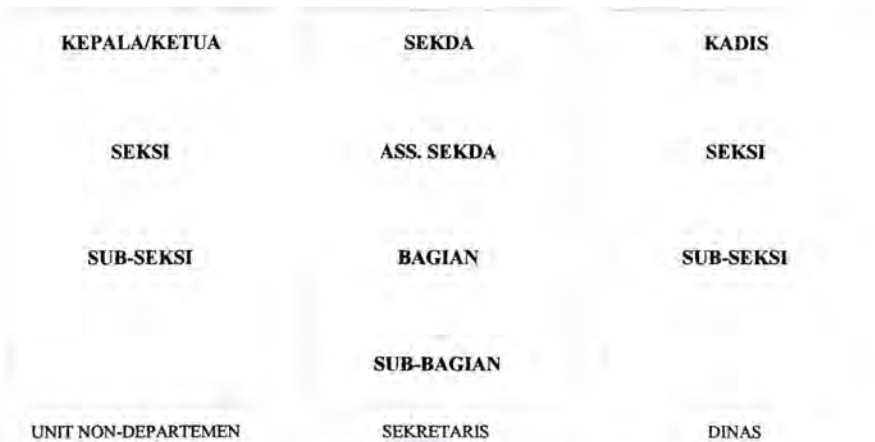 KEPALA/KETUA SEKDA KADIS
SEKSI ASS. SEKDA SEKSI
SUB-SEKSI BAGIAN SUB-SEKSI
SUB-BAGIAN
UNIT NON-DEPARTEMEN SEKRETARIS DINAS